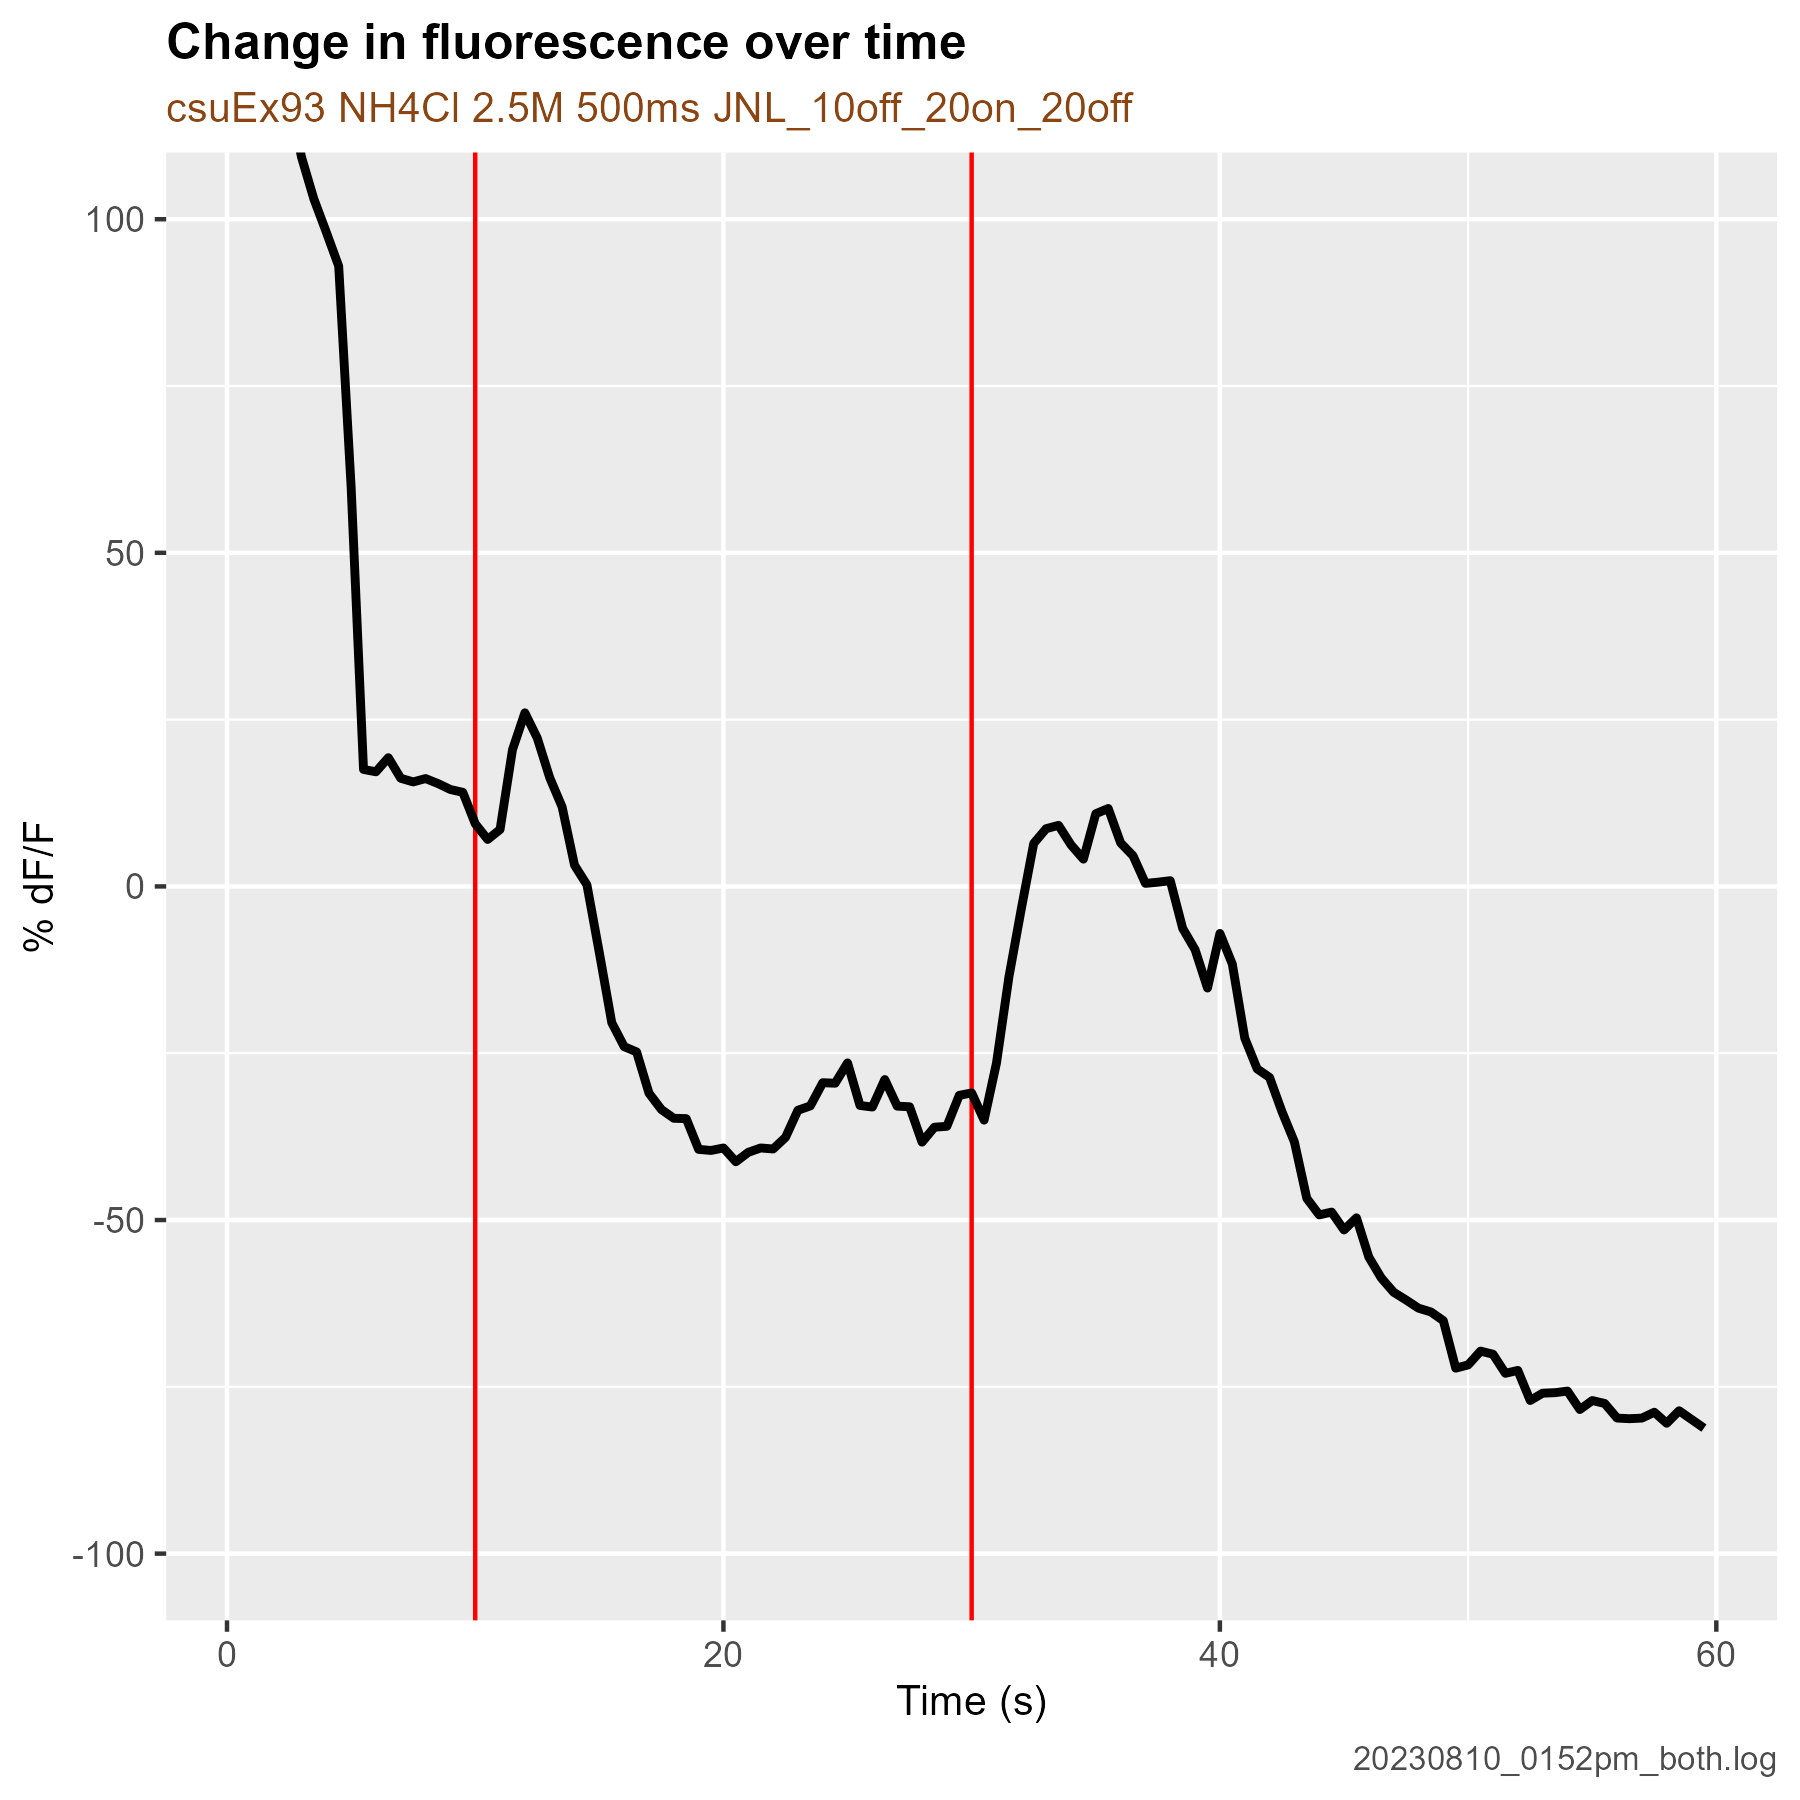 Change in fluorescence over time
csuEx93 NH4Cl 2.5M 500ms JNL_10off_20on_20off
100
50
0
-50
-100
% dF/F
0 20 40 60
Time (s)
20230810_0152pm_both.log